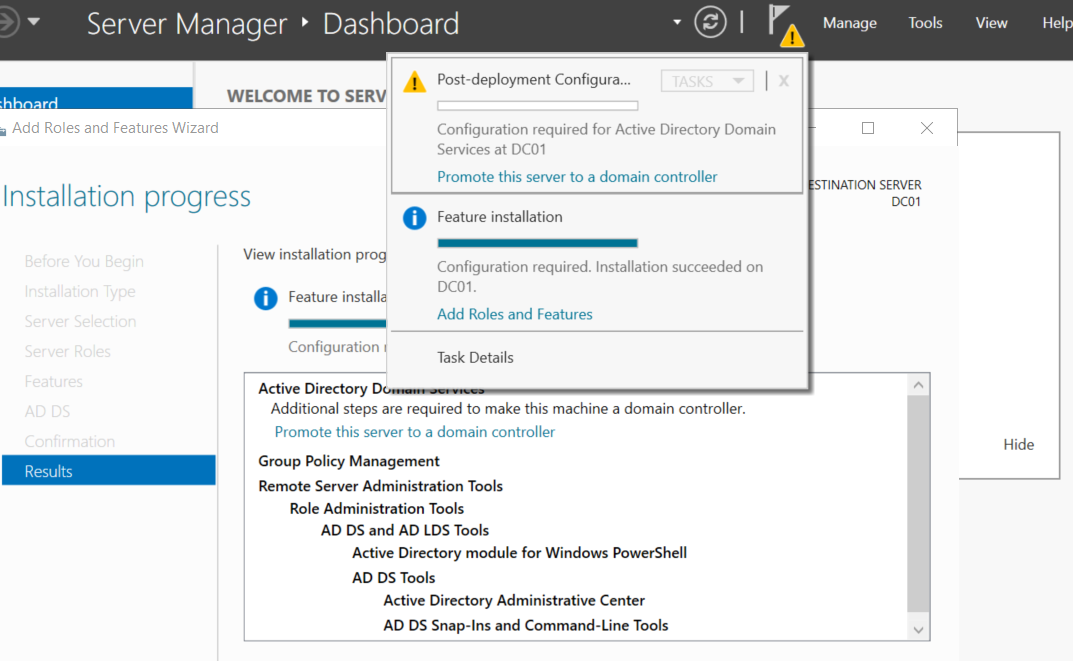 Server Manager ‣ Dashboard
Manage Tools View Help
shboard
WELCOME TO SERV
Post-deployment Configura...
TASKS
X
Configuration required for Active Directory Domain
Services at DC01
Promote this server to a domain controller
Feature installation
Configuration required. Installation succeeded on
DC01.
Add Roles and Features
Task Details
Add Roles and Features Wizard
Installation progress
ESTINATION SERVER
DC01
Before You Begin
Installation Type
Server Selection
Server Roles
Features
AD DS
Confirmation
Results
View installation prog
Feature installa
Configuration
Active Directory Domain Services
Additional steps are required to make this machine a domain controller.
Promote this server to a domain controller
Group Policy Management
Remote Server Administration Tools
Role Administration Tools
AD DS and AD LDS Tools
Active Directory module for Windows PowerShell
AD DS Tools
Active Directory Administrative Center
AD DS Snap-Ins and Command-Line Tools
Hide